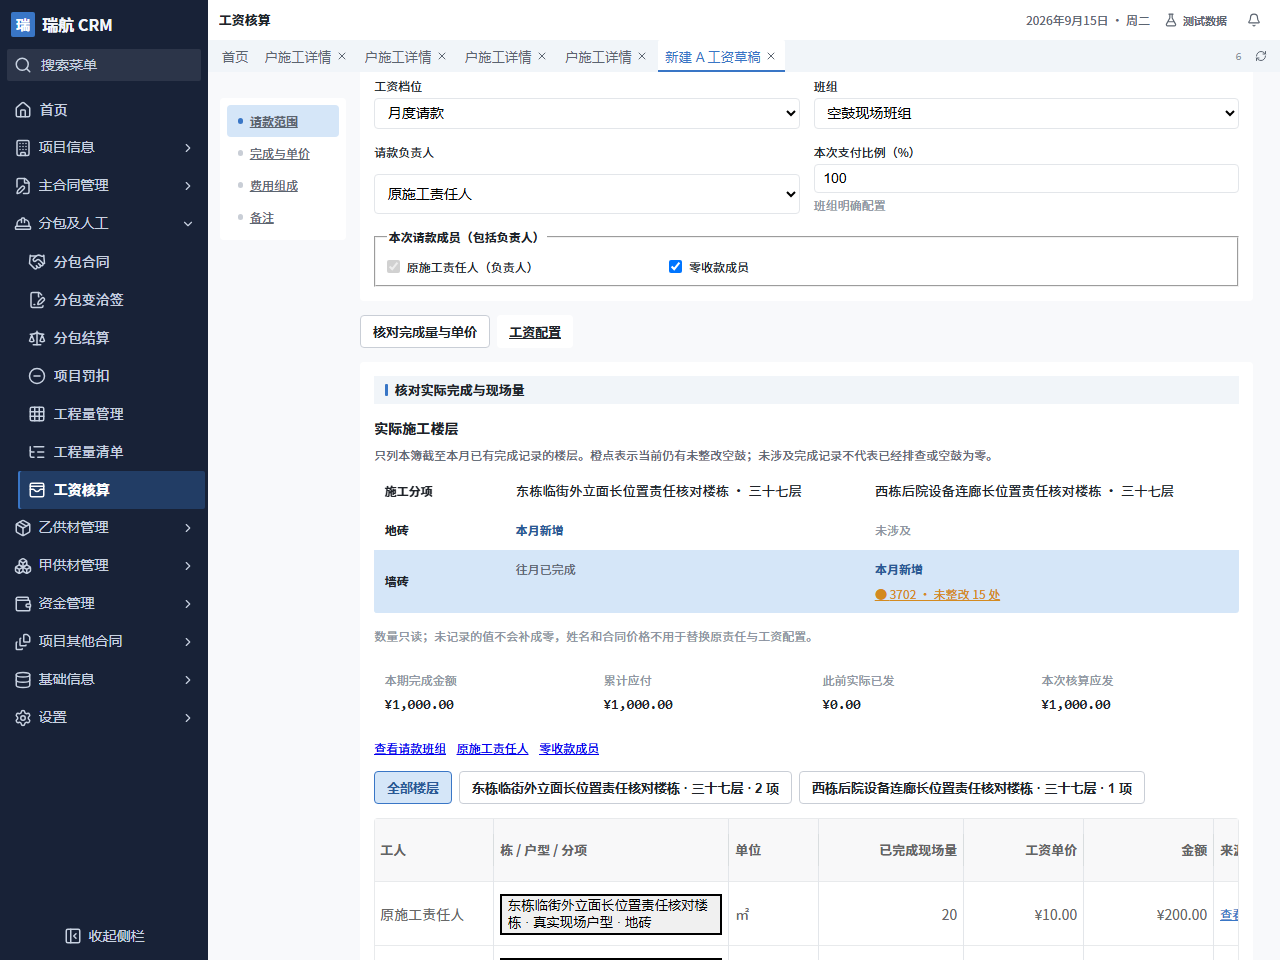 瑞 瑞航 CRM
搜索菜单
首页
项目信息
主合同管理
分包及人工
分包合同
分包变洽签
分包结算
项目罚扣
工程量管理
工程量清单
工资核算
乙供材管理
甲供材管理
资金管理
项目其他合同
基础信息
设置
收起侧栏
工资核算
2026年9月15日 · 周二 测试数据
首页 户施工详情 户施工详情 户施工详情 户施工详情 新建 A 工资草稿 6
请款范围
完成与单价
费用组成
备注
工资档位 班组
月度请款 空鼓现场班组
请款负责人 本次支付比例（%）
原施工责任人 100
班组明确配置
本次请款成员（包括负责人）
原施工责任人（负责人） 零收款成员
核对完成量与单价 工资配置
核对实际完成与现场量
实际施工楼层
只列本簿截至本月已有完成记录的楼层。橙点表示当前仍有未整改空鼓；未涉及完成记录不代表已经排查或空鼓为零。
施工分项 东栋临街外立面长位置责任核对楼栋 · 三十七层 西栋后院设备连廊长位置责任核对楼栋 · 三十七层
地砖 本月新增 未涉及
墙砖 往月已完成 本月新增
3702 · 未整改 15 处
数量只读；未记录的值不会补成零，姓名和合同价格不用于替换原责任与工资配置。
本期完成金额 累计应付 此前实际已发 本次核算应发
¥1,000.00 ¥1,000.00 ¥0.00 ¥1,000.00
查看请款班组 原施工责任人 零收款成员
全部楼层 东栋临街外立面长位置责任核对楼栋 · 三十七层 · 2 项 西栋后院设备连廊长位置责任核对楼栋 · 三十七层 · 1 项
工人 栋 / 户型 / 分项 单位 已完成现场量 工资单价 金额
原施工责任人 东栋临街外立面长位置责任核对楼栋 · 真实现场户型 · 地砖 ㎡ 20 ¥10.00 ¥200.00